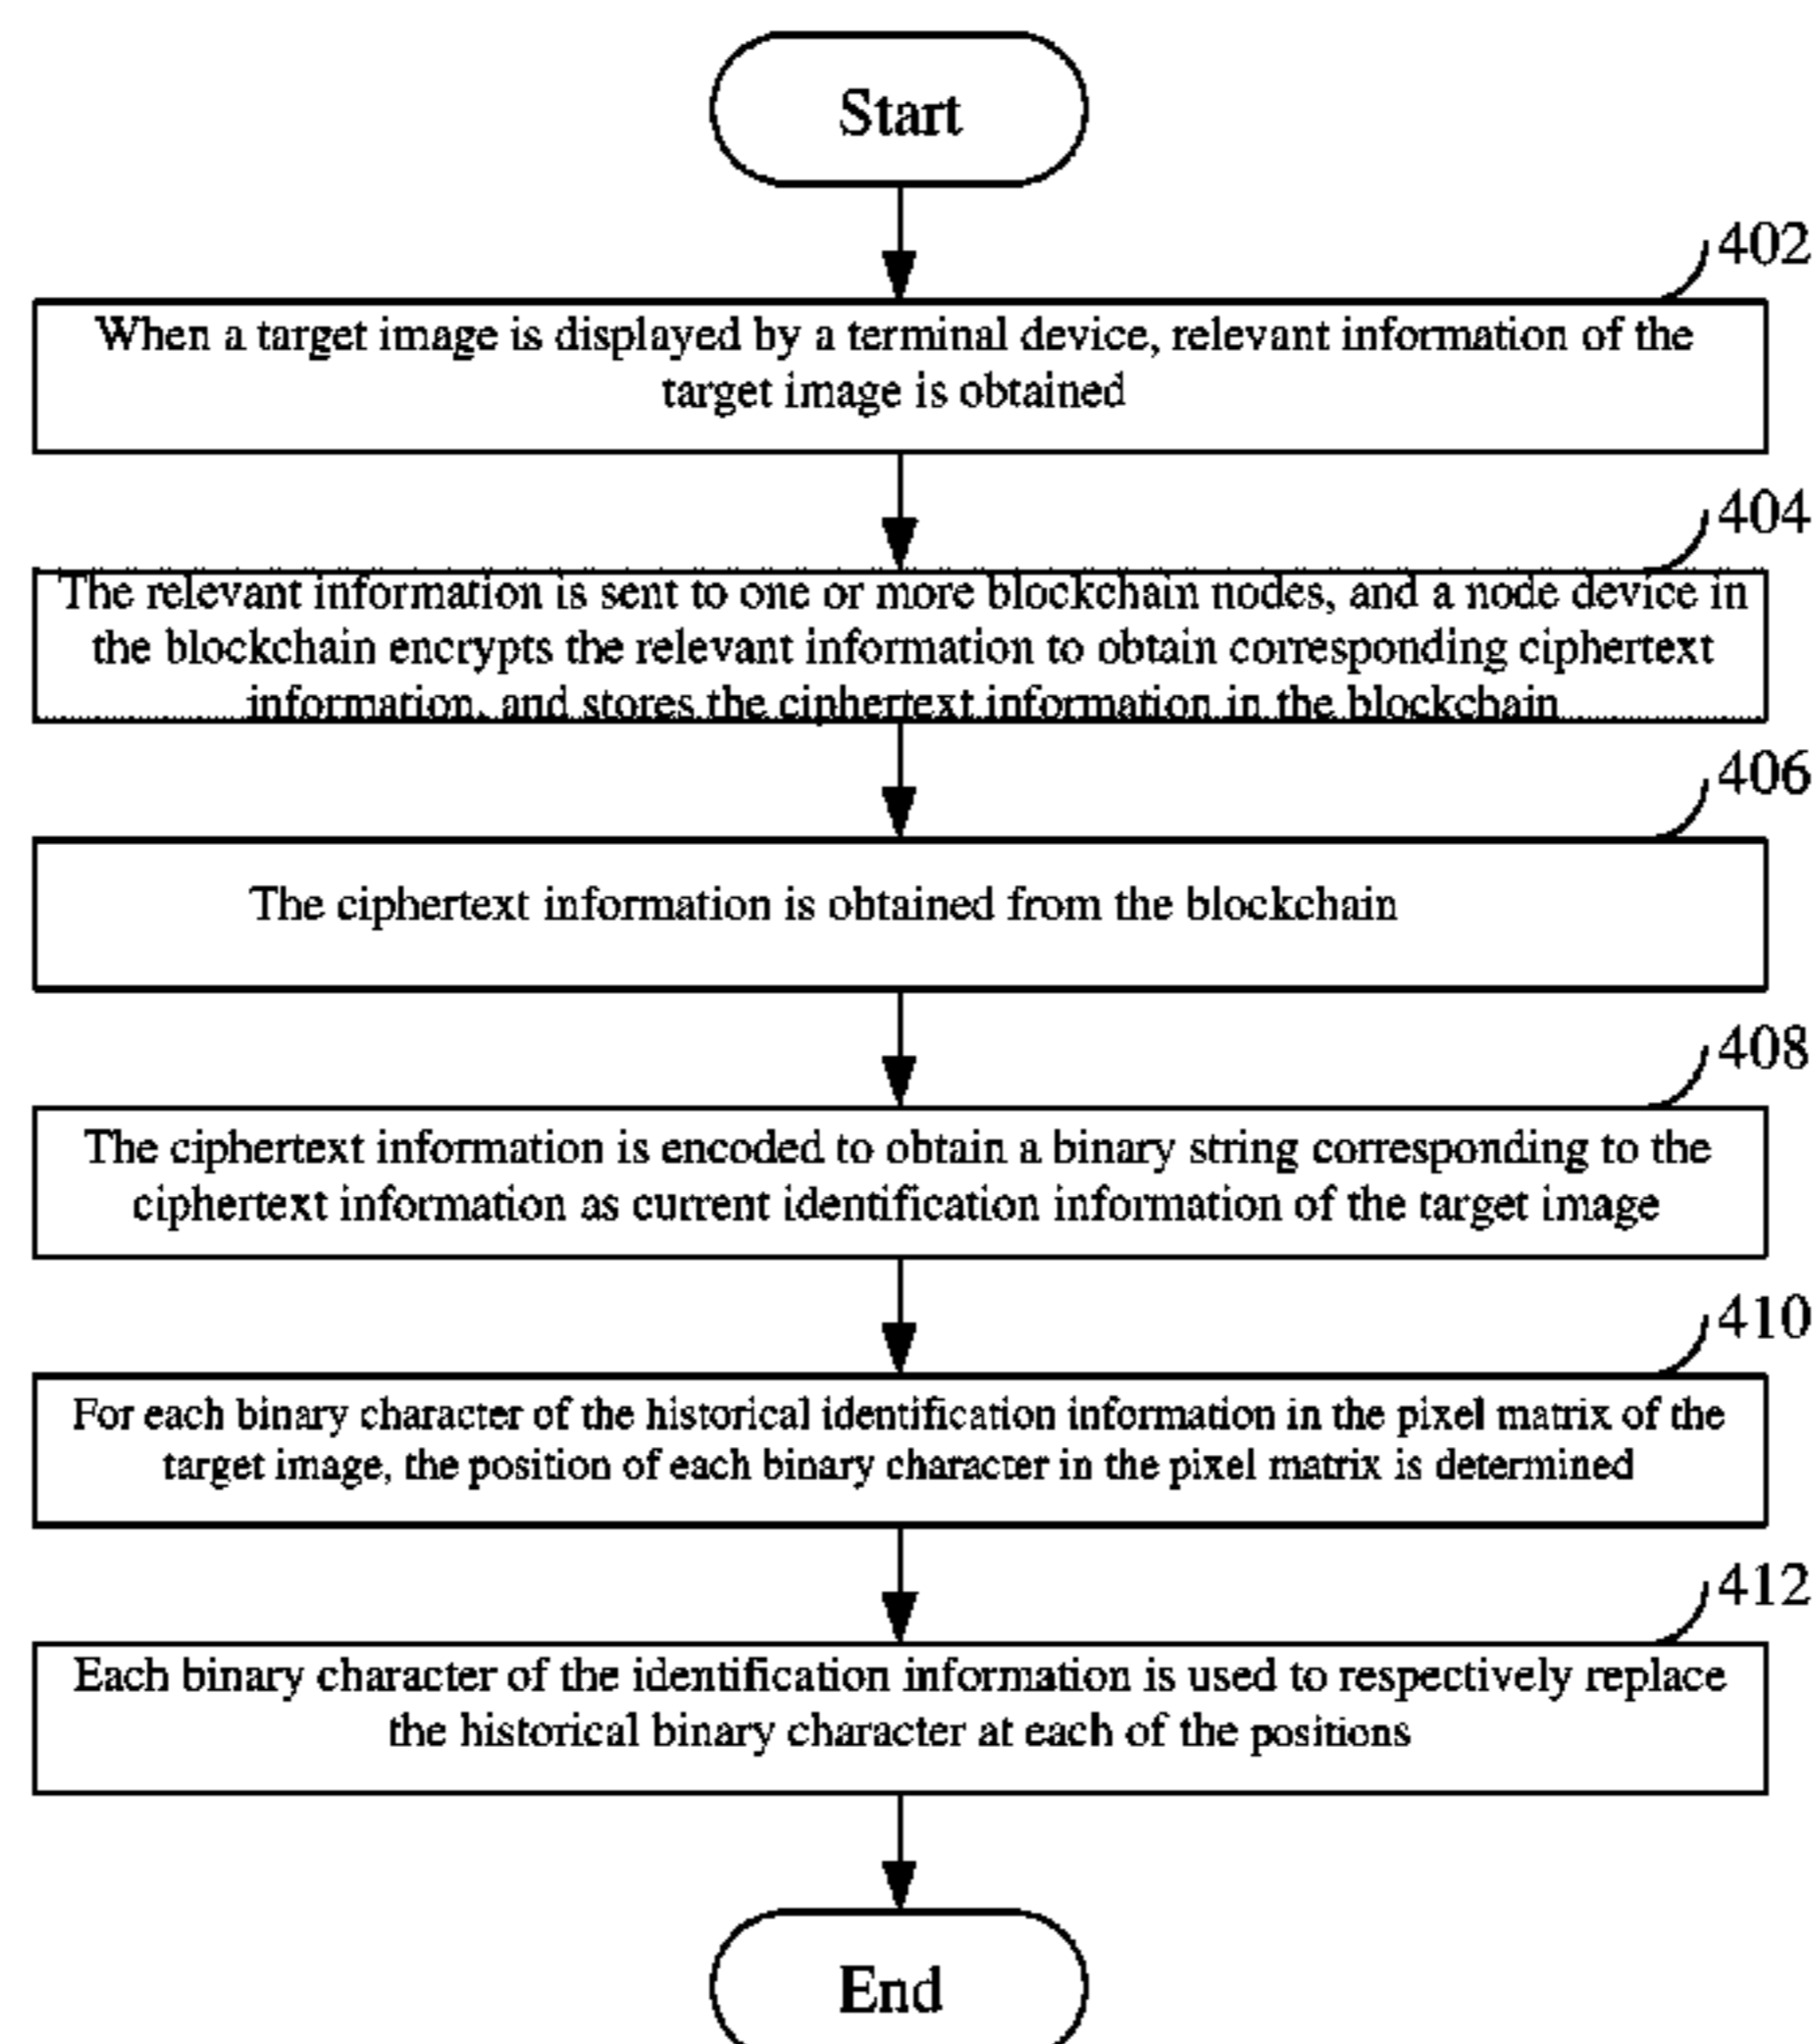 Start
402
When a target image is displayed by a terminal device, relevant information of the
target image is obtained
404
The relevant information is sent to one or more blockchain nodes, and a node device in
the blockchain encrypts the relevant information to obtain corresponding ciphertext
information, and stores the ciphertext information in the blockchain
406
The ciphertext information is obtained from the blockchain
408
The ciphertext information is encoded to obtain a binary string corresponding to the
ciphertext information as current identification information of the target image
410
For each binary character of the historical identification information in the pixel matrix of the
target image, the position of each binary character in the pixel matrix is determined
412
Each binary character of the identification information is used to respectively replace
the historical binary character at each of the positions
End